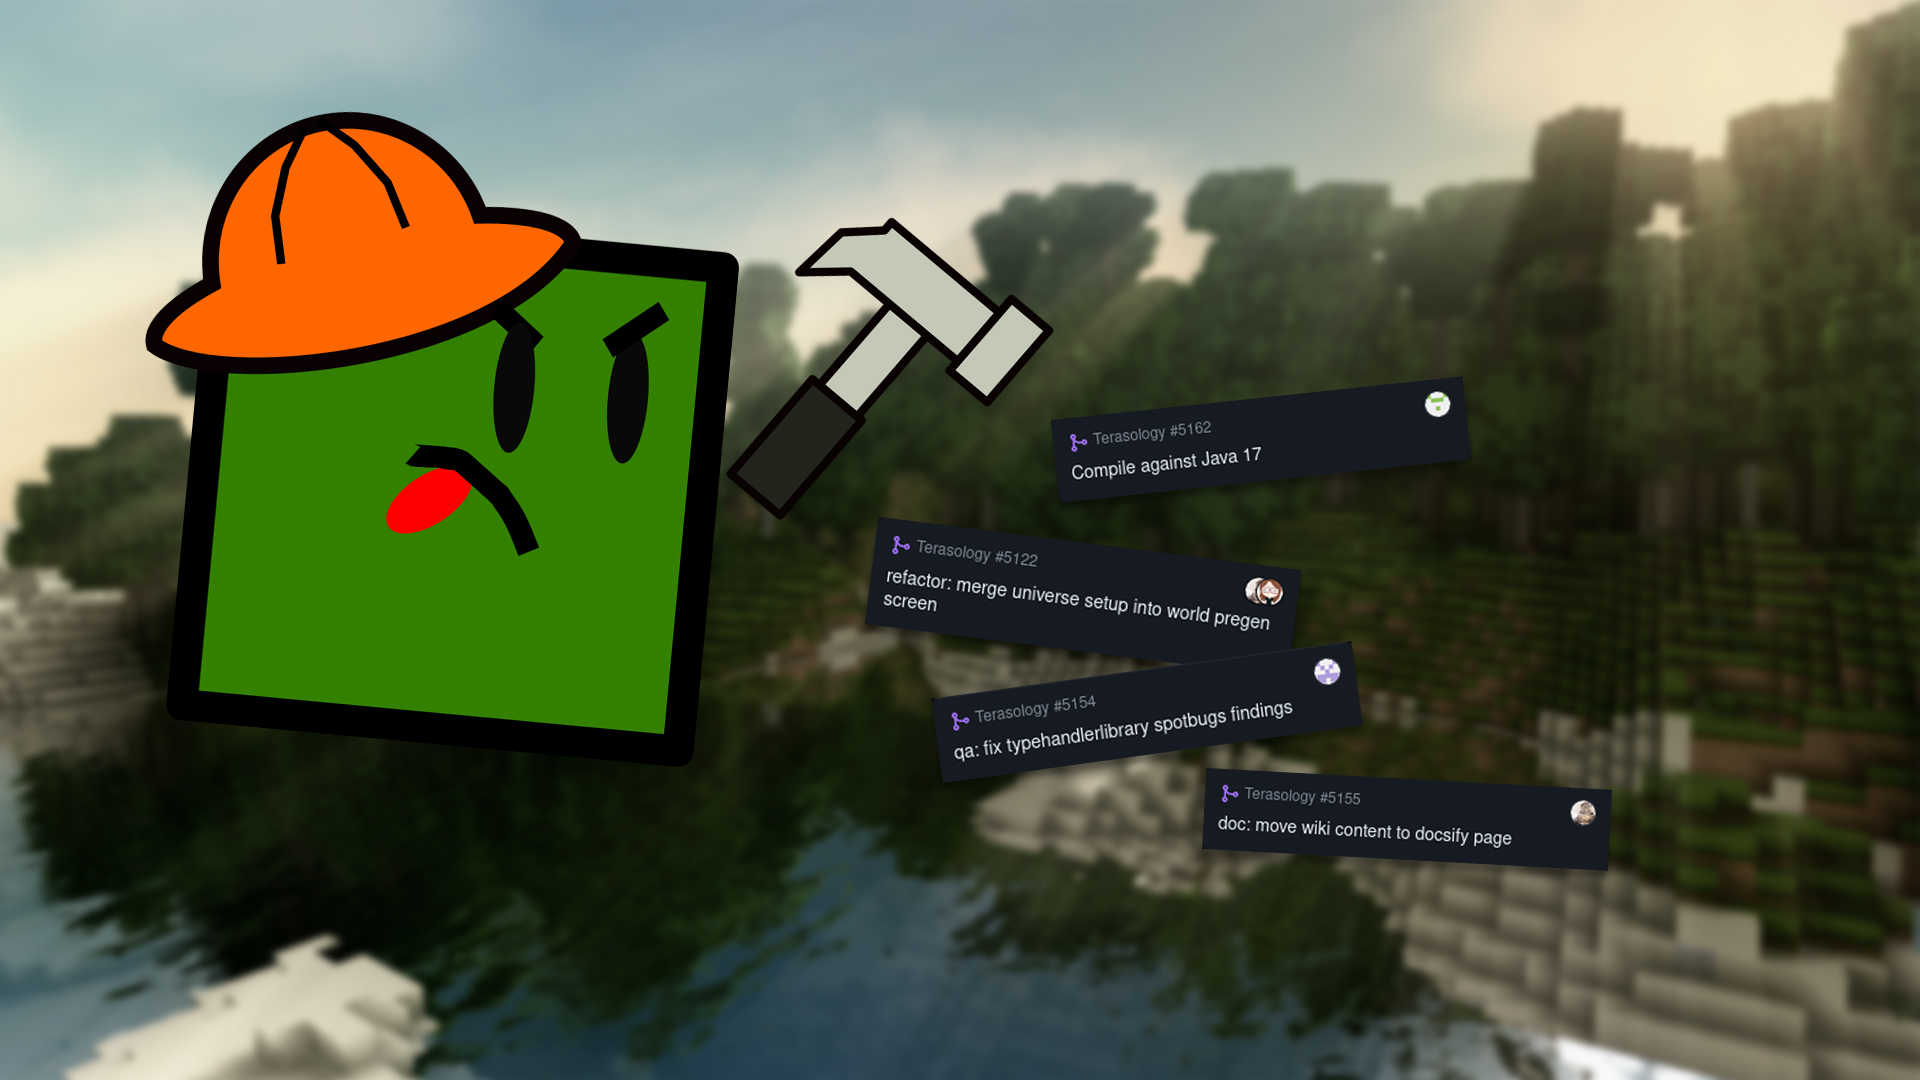 Terasology #5162
Compile against Java 17
Terasology #5122
refactor: merge universe setup into world pregen
screen
Terasology #5154
qa: fix typehandlerlibrary spotbugs findings
Terasology #5155
doc: move wiki content to docsify page